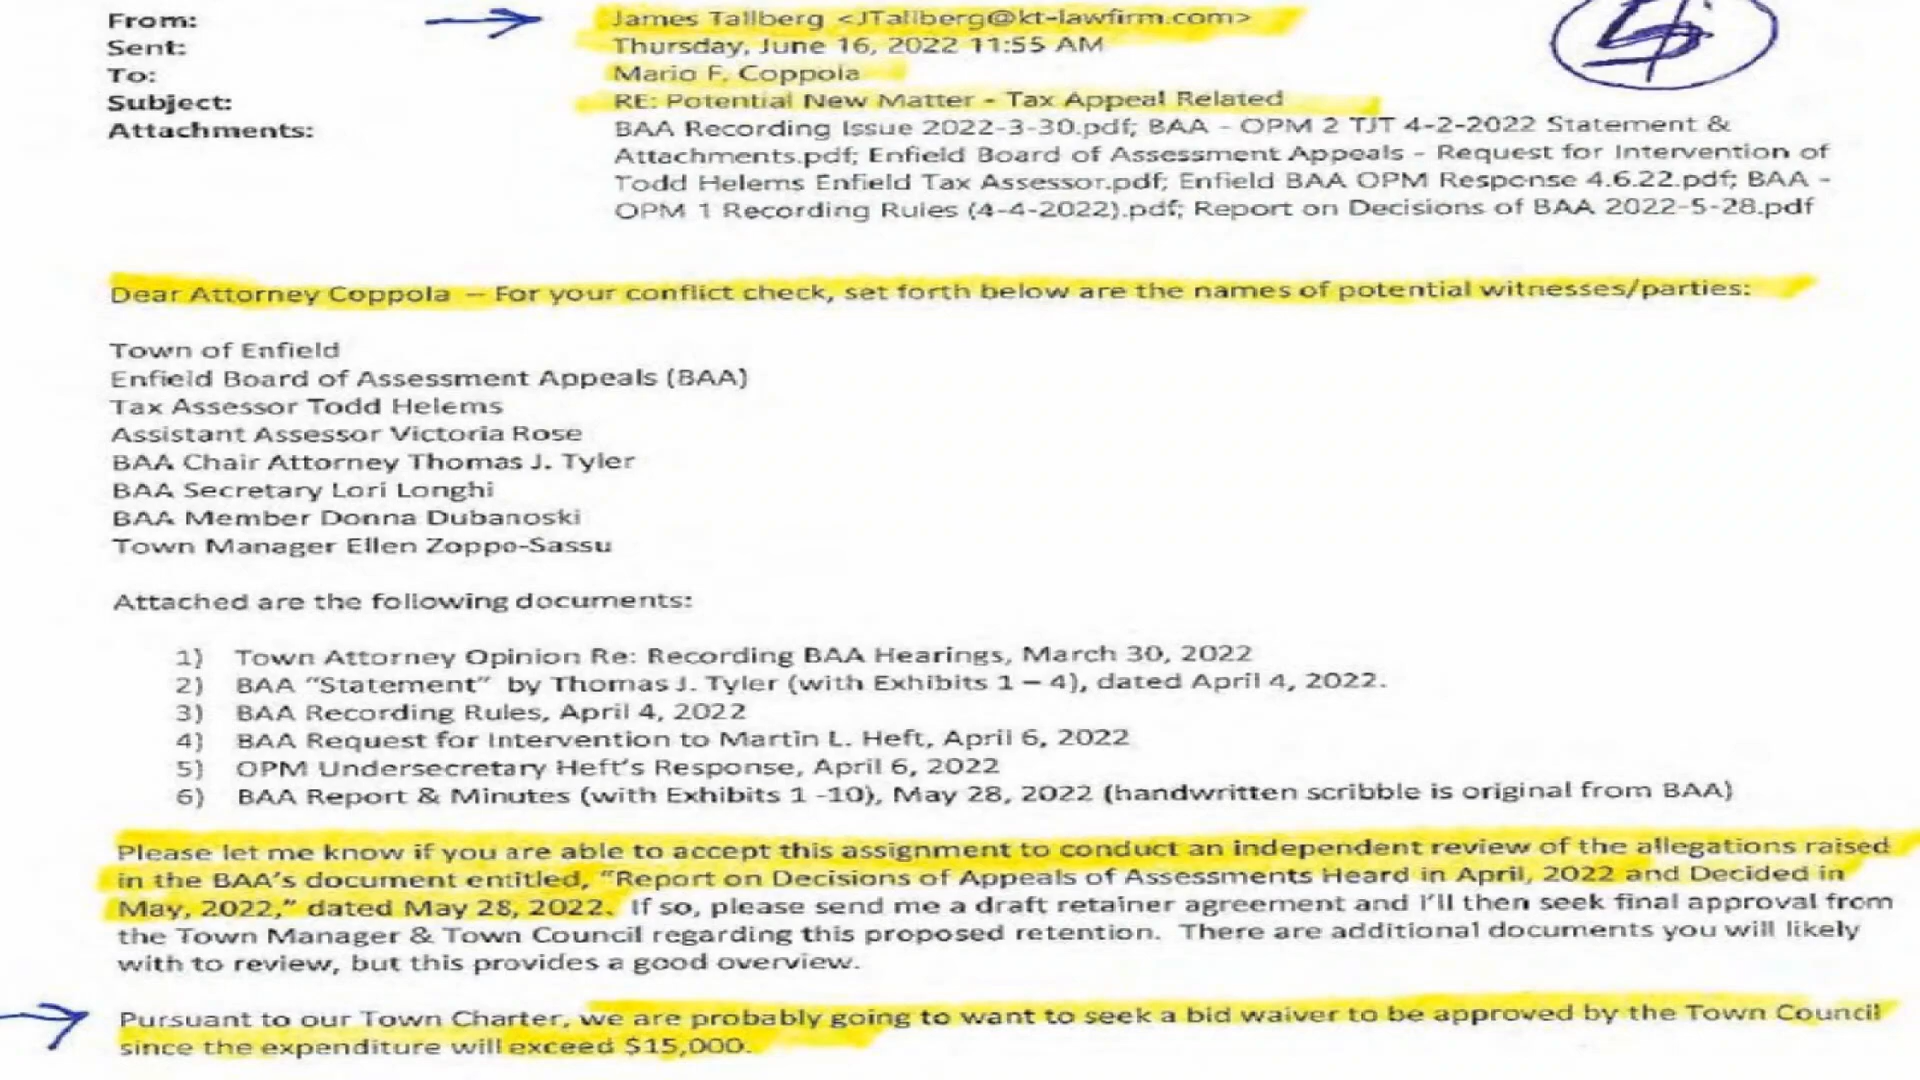 From: James Tallberg <JTallberg@kt-lawfirm.com>
Sent: Thursday, June 16, 2022 11:55 AM
To: Mario F. Coppola
Subject: RE: Potential New Matter - Tax Appeal Related
Attachments: BAA Recording Issue 2022-3-30.pdf; BAA - OPM 2 TJT 4-2-2022 Statement &
Attachments.pdf; Enfield Board of Assessment Appeals - Request for Intervention of
Todd Helems Enfield Tax Assessor.pdf; Enfield BAA OPM Response 4.6.22.pdf; BAA -
OPM 1 Recording Rules (4-4-2022).pdf; Report on Decisions of BAA 2022-5-28.pdf
Dear Attorney Coppola – For your conflict check, set forth below are the names of potential witnesses/parties:
Town of Enfield
Enfield Board of Assessment Appeals (BAA)
Tax Assessor Todd Helems
Assistant Assessor Victoria Rose
BAA Chair Attorney Thomas J. Tyler
BAA Secretary Lori Longhi
BAA Member Donna Dubanoski
Town Manager Ellen Zoppo-Sassu
Attached are the following documents:
1) Town Attorney Opinion Re: Recording BAA Hearings, March 30, 2022
2) BAA “Statement” by Thomas J. Tyler (with Exhibits 1 – 4), dated April 4, 2022.
3) BAA Recording Rules, April 4, 2022
4) BAA Request for Intervention to Martin L. Heft, April 6, 2022
5) OPM Undersecretary Heft’s Response, April 6, 2022
6) BAA Report & Minutes (with Exhibits 1 -10), May 28, 2022 (handwritten scribble is original from BAA)
Please let me know if you are able to accept this assignment to conduct an independent review of the allegations raised
in the BAA’s document entitled, “Report on Decisions of Appeals of Assessments Heard in April, 2022 and Decided in
May, 2022,” dated May 28, 2022. If so, please send me a draft retainer agreement and I’ll then seek final approval from
the Town Manager & Town Council regarding this proposed retention. There are additional documents you will likely
with to review, but this provides a good overview.
Pursuant to our Town Charter, we are probably going to want to seek a bid waiver to be approved by the Town Council
since the expenditure will exceed $15,000.